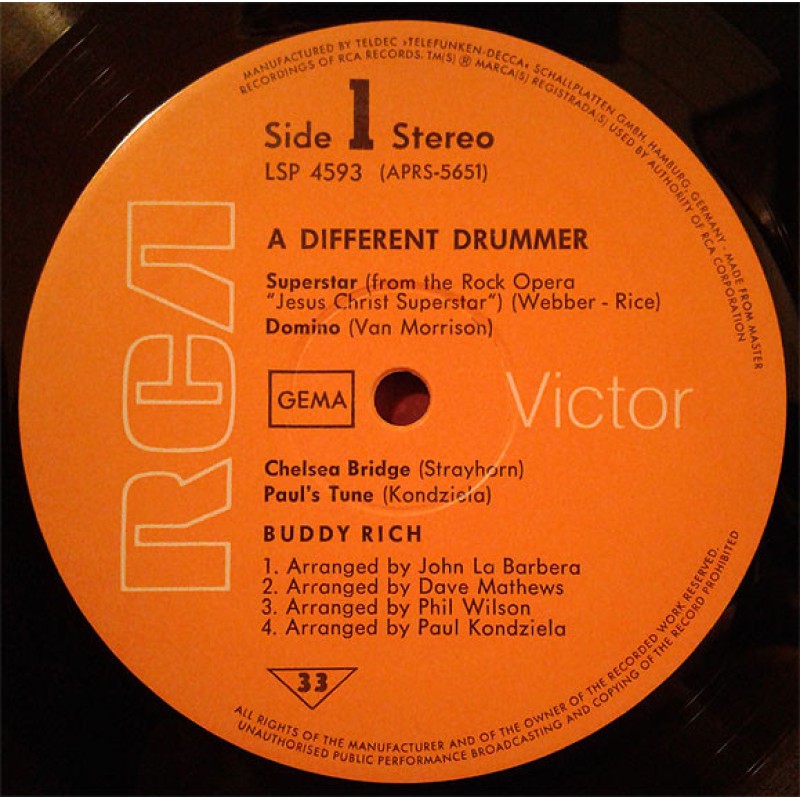 MANUFACTURED BY TELDEC »TELEFUNKEN-DECCA« SCHALLPLATTEN GMBH, HAMBURG, GERMANY - MADE FROM MASTER
RECORDINGS OF RCA RECORDS. TM(S) ® MARCA(S) REGISTRADA(S) USED BY AUTHORITY OF RCA CORPORATION
Side 1 Stereo
LSP 4593 (APRS-5651)
A DIFFERENT DRUMMER
Superstar (from the Rock Opera
"Jesus Christ Superstar") (Webber - Rice)
Domino (Van Morrison)
RCA
GEMA
Victor
Chelsea Bridge (Strayhorn)
Paul's Tune (Kondziela)
BUDDY RICH
1. Arranged by John La Barbera
2. Arranged by Dave Mathews
3. Arranged by Phil Wilson
4. Arranged by Paul Kondziela
33
ALL RIGHTS OF THE MANUFACTURER AND OF THE OWNER OF THE RECORDED WORK RESERVED.
UNAUTHORISED PUBLIC PERFORMANCE BROADCASTING AND COPYING OF THE RECORD PROHIBITED